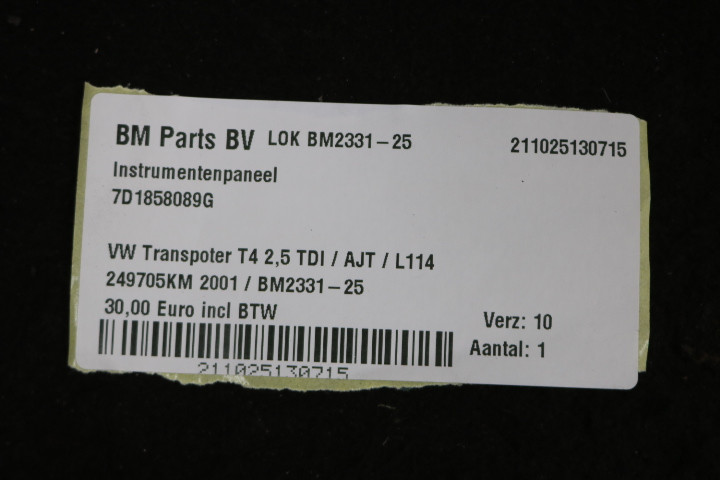 BM Parts BV LOK BM2331-25 211025130715
Instrumentenpaneel
7D1858089G
VW Transpoter T4 2,5 TDI / AJT / L114
249705KM 2001 / BM2331-25
30,00 Euro incl BTW
Verz: 10
Aantal: 1
211025130715